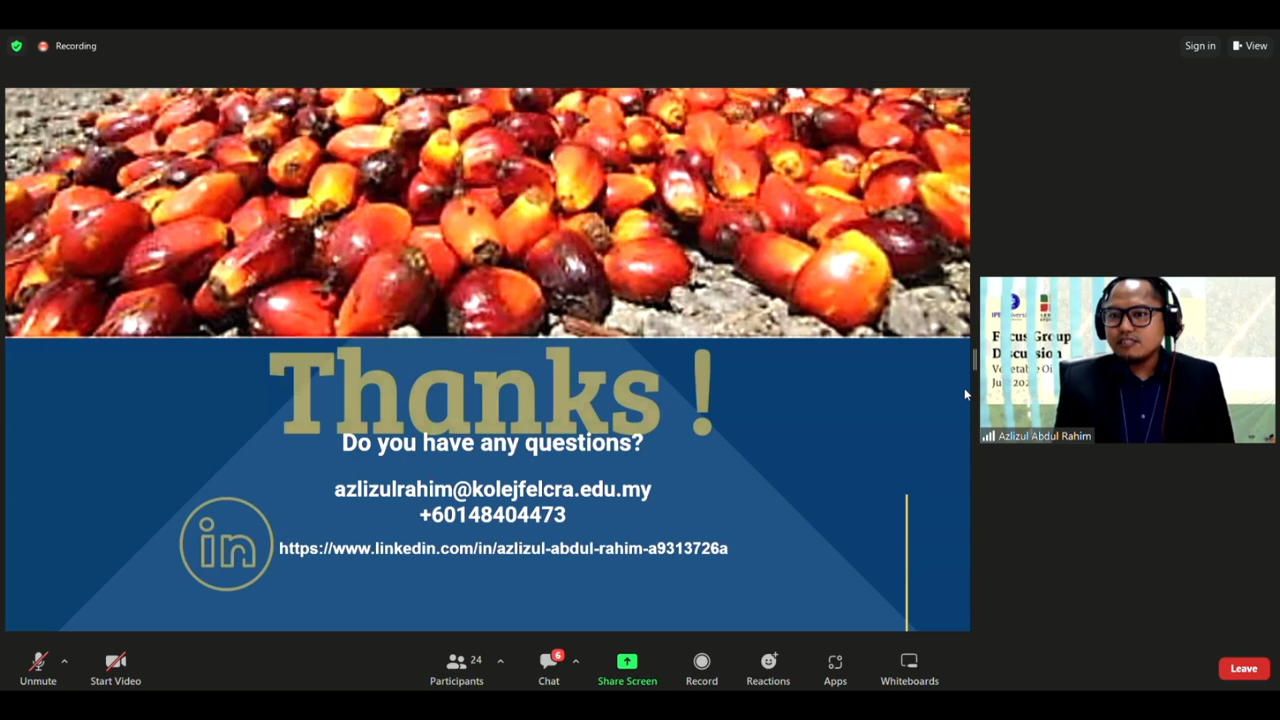 Recording
Sign in
View
Thanks !
Do you have any questions?
azlizulrahim@kolejfelcra.edu.my
+60148404473
in
https://www.linkedin.com/in/azlizul-abdul-rahim-a9313726a
Focus Group
Discussion
Azlizul Abdul Rahim
Unmute
Start Video
24
Participants
6
Chat
Share Screen
Record
Reactions
Apps
Whiteboards
Leave